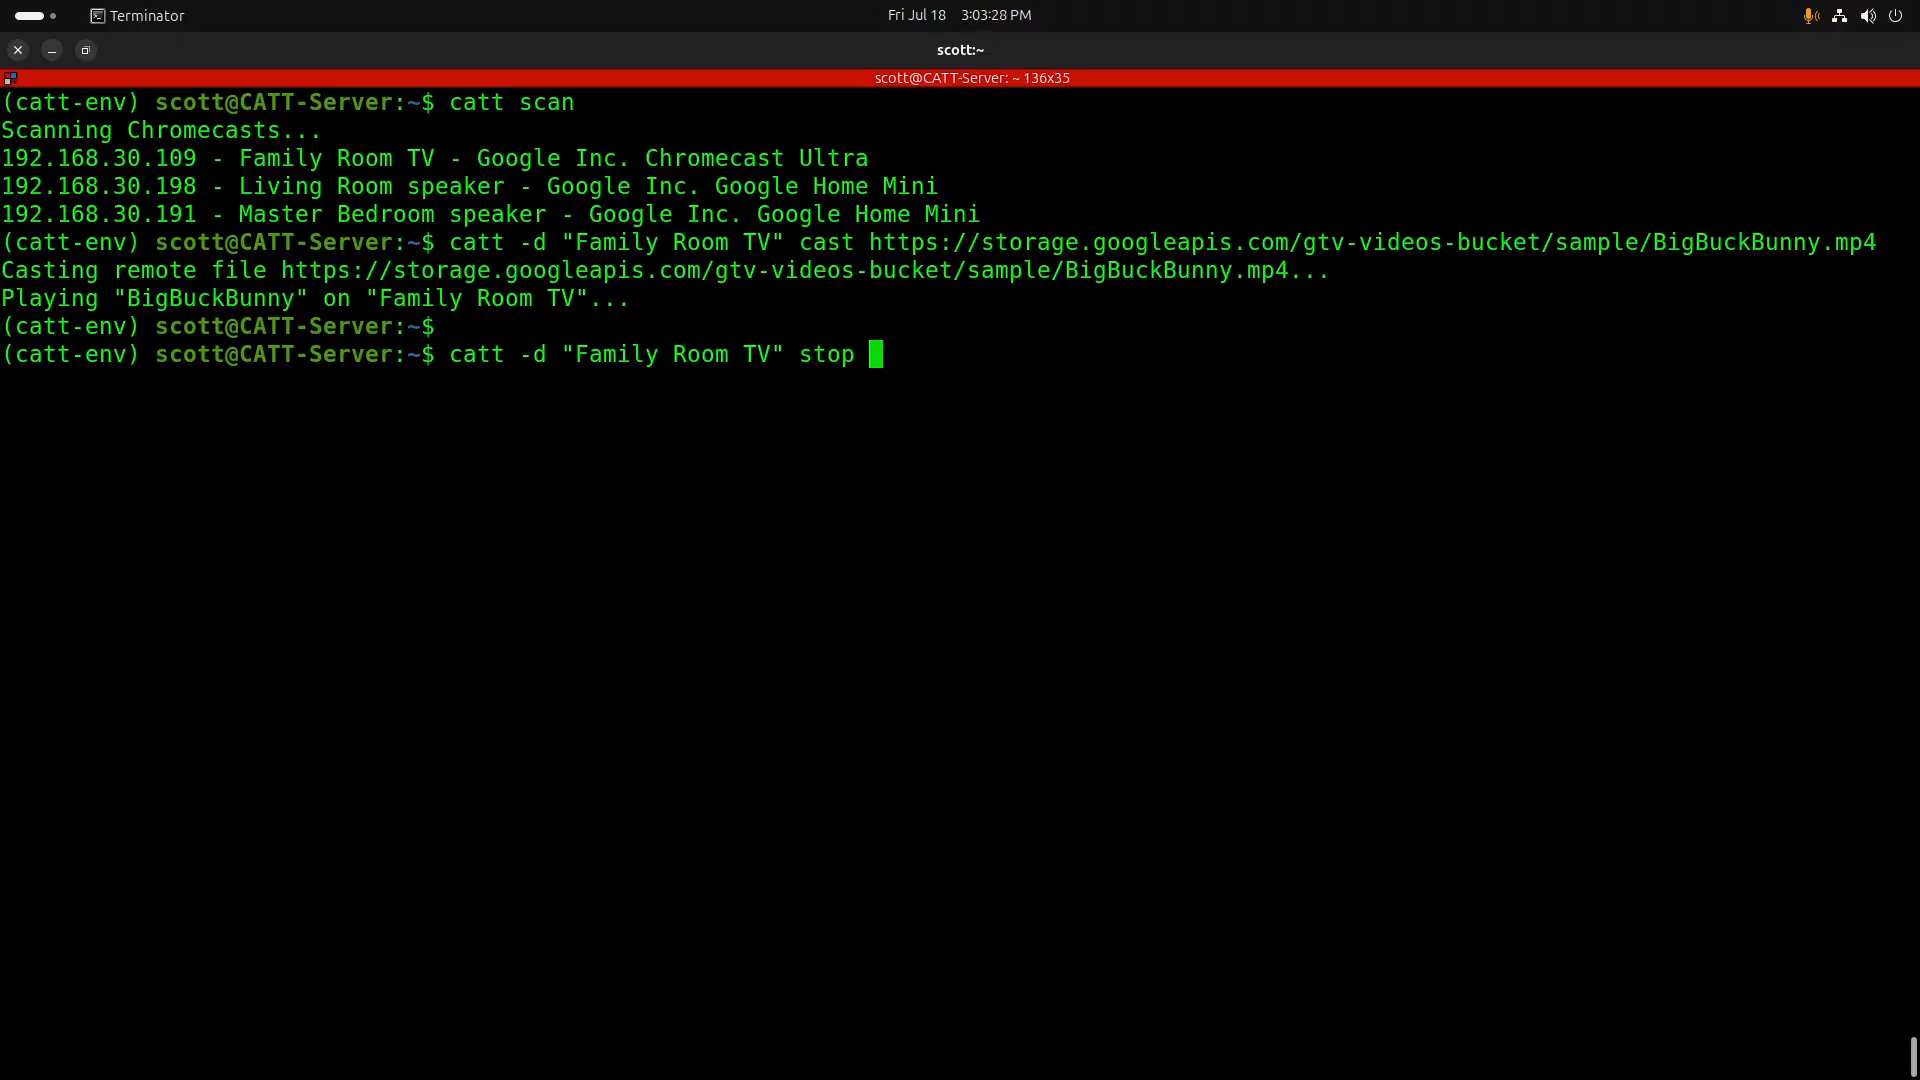 Terminator
Fri Jul 18 3:03:28 PM
scott:~
scott@CATT-Server: ~ 136x35
(catt-env) scott@CATT-Server:~$ catt scan
Scanning Chromecasts...
192.168.30.109 - Family Room TV - Google Inc. Chromecast Ultra
192.168.30.198 - Living Room speaker - Google Inc. Google Home Mini
192.168.30.191 - Master Bedroom speaker - Google Inc. Google Home Mini
(catt-env) scott@CATT-Server:~$ catt -d "Family Room TV" cast https://storage.googleapis.com/gtv-videos-bucket/sample/BigBuckBunny.mp4
Casting remote file https://storage.googleapis.com/gtv-videos-bucket/sample/BigBuckBunny.mp4...
Playing "BigBuckBunny" on "Family Room TV"...
(catt-env) scott@CATT-Server:~$
(catt-env) scott@CATT-Server:~$ catt -d "Family Room TV" stop